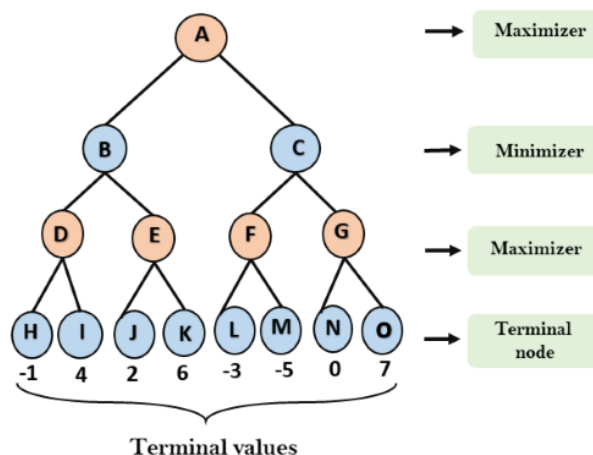 A
Maximizer
B
C
Minimizer
D
E
F
G
Maximizer
H
I
J
K
L
M
N
O
Terminal
node
-1
4
2
6
-3
-5
0
7
Terminal values